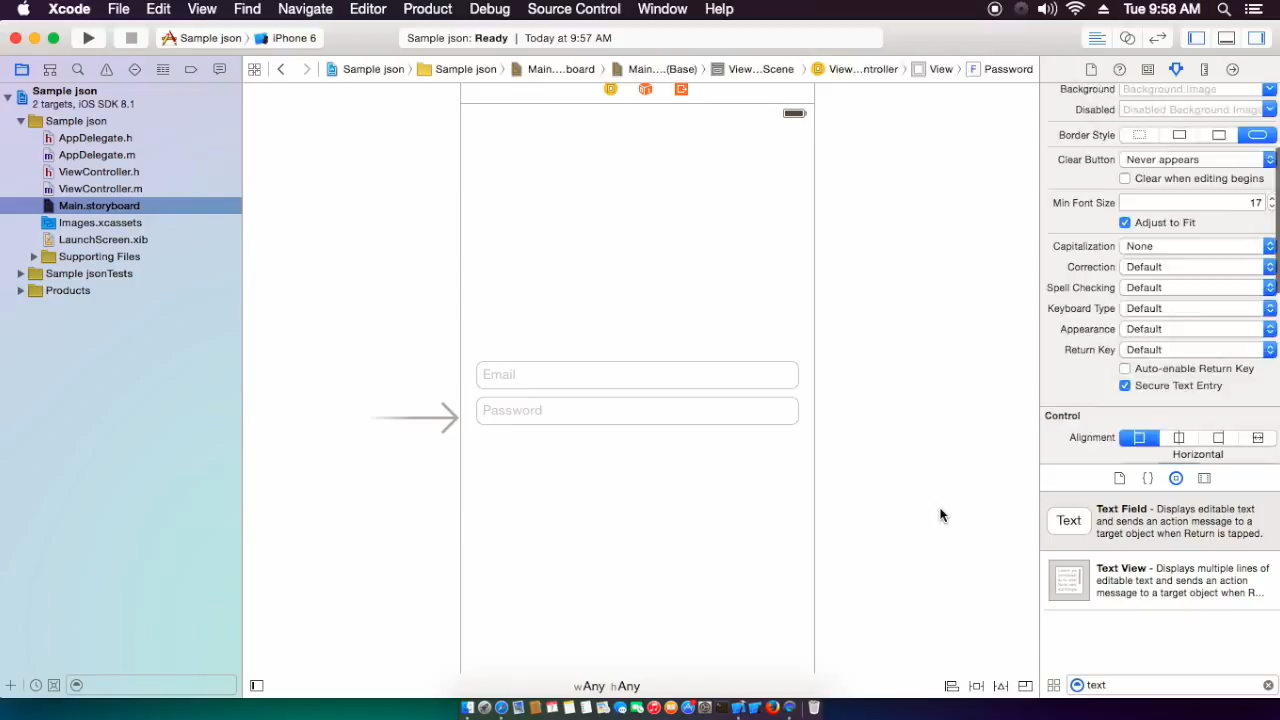 Xcode File Edit View Find Navigate Editor Product Debug Source Control Window Help Tue 9:58 AM
Sample json iPhone 6 Sample json: Ready | Today at 9:57 AM
Sample json Sample json Main....board Main....(Base) View...Scene View...ntroller View Password
Sample json
2 targets, iOS SDK 8.1
Sample json
AppDelegate.h
AppDelegate.m
ViewController.h
ViewController.m
Main.storyboard
Images.xcassets
LaunchScreen.xib
Supporting Files
Sample jsonTests
Products
Email
Password
wAny hAny
Background Background Image
Disabled Disabled Background Imag
Border Style
Clear Button Never appears
Clear when editing begins
Min Font Size 17
Adjust to Fit
Capitalization None
Correction Default
Spell Checking Default
Keyboard Type Default
Appearance Default
Return Key Default
Auto-enable Return Key
Secure Text Entry
Control
Alignment
Horizontal
Text
Text Field - Displays editable text
and sends an action message to a
target object when Return is tapped.
Text View - Displays multiple lines of
editable text and sends an action
message to a target object when R...
text